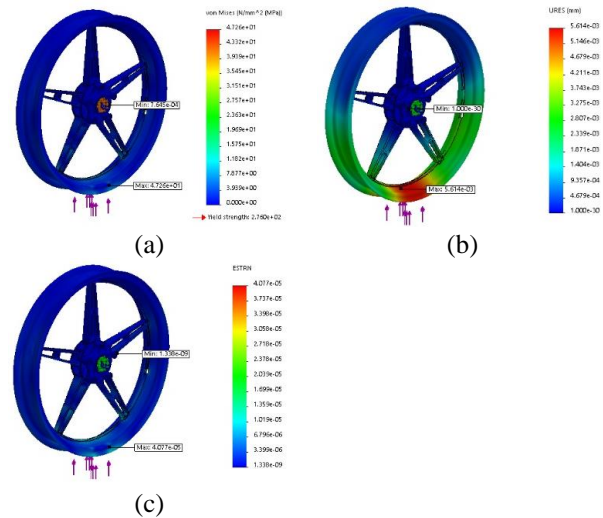 von Mises (N/mm^2 (MPa))
4.726e+01
4.332e+01
3.939e+01
3.545e+01
3.151e+01
2.757e+01
2.363e+01
1.969e+01
1.575e+01
1.182e+01
7.877e+00
3.939e+00
0.000e+00
Yield strength: 2.760e+02
Min: 7.645e-04
Max: 4.726e+01
(a)
URES (mm)
5.614e-03
5.146e-03
4.679e-03
4.211e-03
3.743e-03
3.275e-03
2.807e-03
2.339e-03
1.871e-03
1.404e-03
9.357e-04
4.679e-04
1.000e-30
Min: 1.000e-30
Max: 5.614e-03
(b)
ESTRN
4.077e-05
3.737e-05
3.398e-05
3.058e-05
2.718e-05
2.378e-05
2.039e-05
1.699e-05
1.359e-05
1.019e-05
6.796e-06
3.399e-06
1.338e-09
Min: 1.338e-09
Max: 4.077e-05
(c)